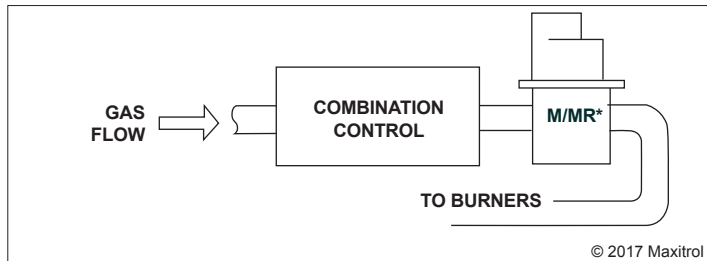 GAS
FLOW
COMBINATION
CONTROL
M/MR*
TO BURNERS
© 2017 Maxitrol